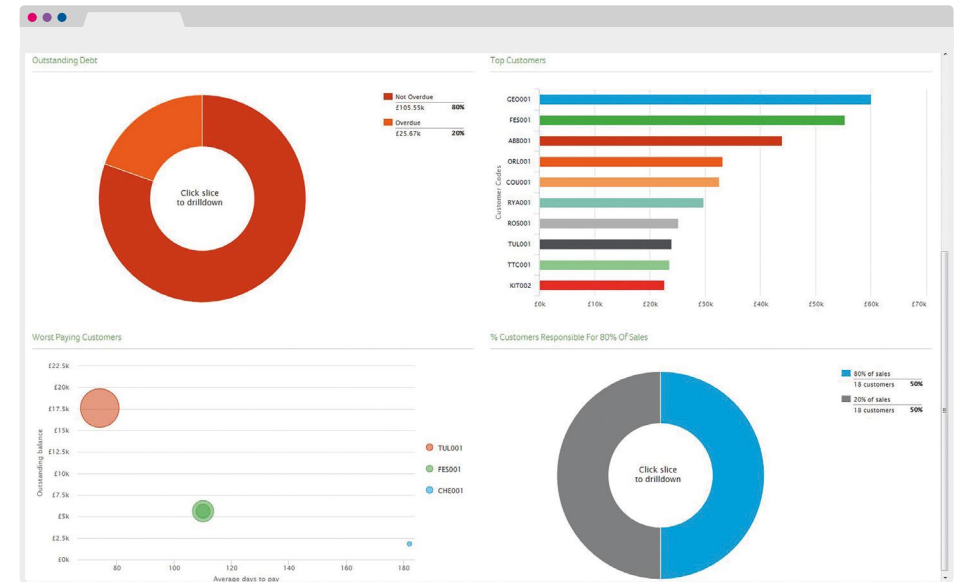 Outstanding Debt
Not Overdue
£105.55k 80%
Overdue
£25.67k 20%
Click slice
to drilldown
Top Customers
Customer Codes
GEO001
FES001
ABB001
ORL001
COU001
RYA001
ROS001
TUL001
TTC001
KIT002
£0k £10k £20k £30k £40k £50k £60k £70k
Worst Paying Customers
Outstanding balance
£22.5k
£20k
£17.5k
£15k
£12.5k
£10k
£7.5k
£5k
£2.5k
£0k
80 100 120 140 160 180
Average days to pay
TUL001
FES001
CHE001
% Customers Responsible For 80% Of Sales
80% of sales
18 customers 50%
20% of sales
18 customers 50%
Click slice
to drilldown